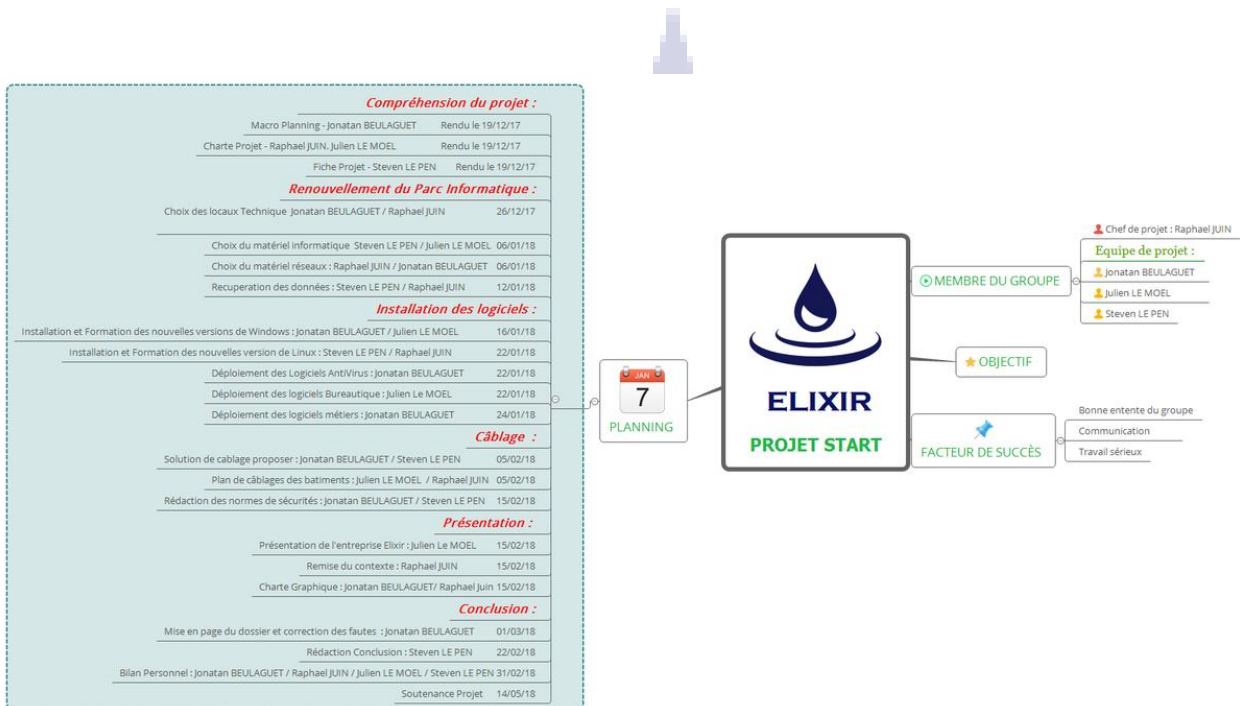 Compréhension du projet :
Macro Planning - Jonatan BEULAGUET Rendu le 19/12/17
Charte Projet - Raphael JUIN. Julien LE MOEL Rendu le 19/12/17
Fiche Projet - Steven LE PEN Rendu le 19/12/17
Renouvellement du Parc Informatique :
Choix des locaux Technique Jonatan BEULAGUET / Raphael JUIN 26/12/17
Choix du matériel informatique Steven LE PEN / Julien LE MOEL 06/01/18
Choix du matériel réseaux : Raphael JUIN / Jonatan BEULAGUET 06/01/18
Recuperation des données : Steven LE PEN / Raphael JUIN 12/01/18
Installation des logiciels :
Installation et Formation des nouvelles versions de Windows : Jonatan BEULAGUET / Julien LE MOEL 16/01/18
Installation et Formation des nouvelles version de Linux : Steven LE PEN / Raphael JUIN 22/01/18
Déploiement des Logiciels AntiVirus : Jonatan BEULAGUET 22/01/18
Déploiement des logiciels Bureautique : Julien Le MOEL 22/01/18
Déploiement des logiciels métiers : Jonatan BEULAGUET 24/01/18
Câblage :
Solution de cablage proposer : Jonatan BEULAGUET / Steven LE PEN 05/02/18
Plan de câblages des batiments : Julien LE MOEL / Raphael JUIN 05/02/18
Rédaction des normes de sécurités : Jonatan BEULAGUET / Steven LE PEN 15/02/18
Présentation :
Présentation de l'entreprise Elixir : Julien Le MOEL 15/02/18
Remise du contexte : Raphael JUIN 15/02/18
Charte Graphique : Jonatan BEULAGUET/ Raphael Juin 15/02/18
Conclusion :
Mise en page du dossier et correction des fautes : Jonatan BEULAGUET 01/03/18
Rédaction Conclusion : Steven LE PEN 22/02/18
Bilan Personnel : Jonatan BEULAGUET / Raphael JUIN / Julien LE MOEL / Steven LE PEN 31/02/18
Soutenance Projet 14/05/18
JAN
7
PLANNING
ELIXIR
PROJET START
MEMBRE DU GROUPE
Chef de projet : Raphael JUIN
Equipe de projet :
Jonatan BEULAGUET
Julien LE MOEL
Steven LE PEN
OBJECTIF
FACTEUR DE SUCCÈS
Bonne entente du groupe
Communication
Travail sérieux